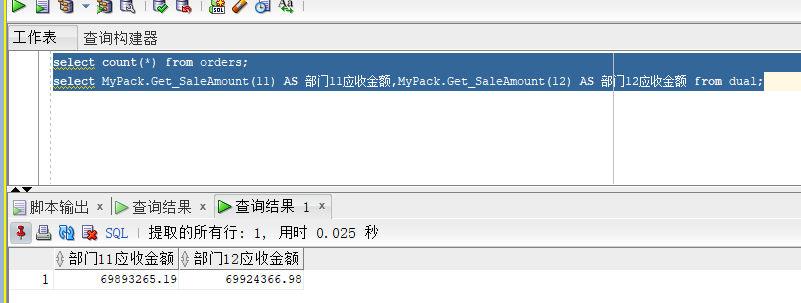 SQL
Aa
工作表 查询构建器
select count(*) from orders;
select MyPack.Get_SaleAmount(11) AS 部门11应收金额,MyPack.Get_SaleAmount(12) AS 部门12应收金额 from dual;
脚本输出 x 查询结果 x 查询结果 1 x
SQL | 提取的所有行: 1, 用时 0.025 秒
部门11应收金额 部门12应收金额
1 69893265.19 69924366.98